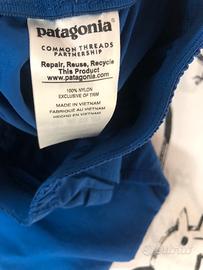 patagonia
COMMON THREADS
PARTNERSHIP
Repair, Reuse, Recycle
This Product
www.patagonia.com
100% NYLON
EXCLUSIVE OF TRIM
MADE IN VIETNAM
FABRIQUÉ AU VIETNAM
HECHO EN VIETNAM
subito